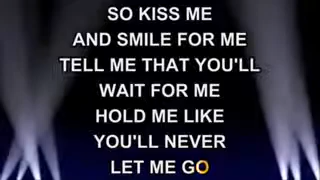 SO KISS ME
AND SMILE FOR ME
TELL ME THAT YOU'LL
WAIT FOR ME
HOLD ME LIKE
YOU'LL NEVER
LET ME GO